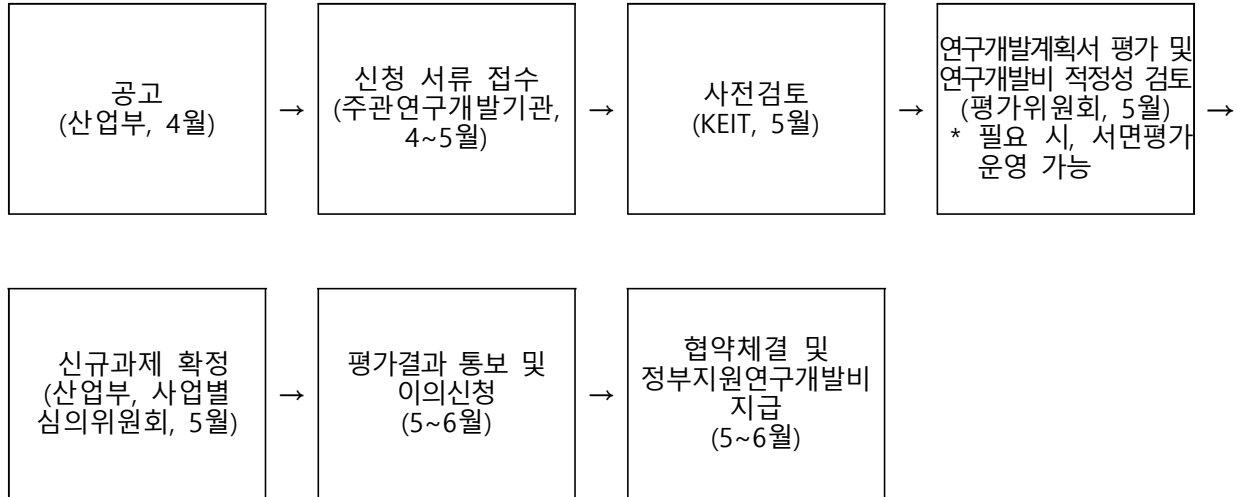 공고
(산업부, 4월)
→
신청 서류 접수
(주관연구개발기관,
4~5월)
→
사전검토
(KEIT, 5월)
→
연구개발계획서 평가 및
연구개발비 적정성 검토
(평가위원회, 5월)
* 필요 시, 서면평가
운영 가능
→
신규과제 확정
(산업부, 사업별
심의위원회, 5월)
→
평가결과 통보 및
이의신청
(5~6월)
→
협약체결 및
정부지원연구개발비
지급
(5~6월)